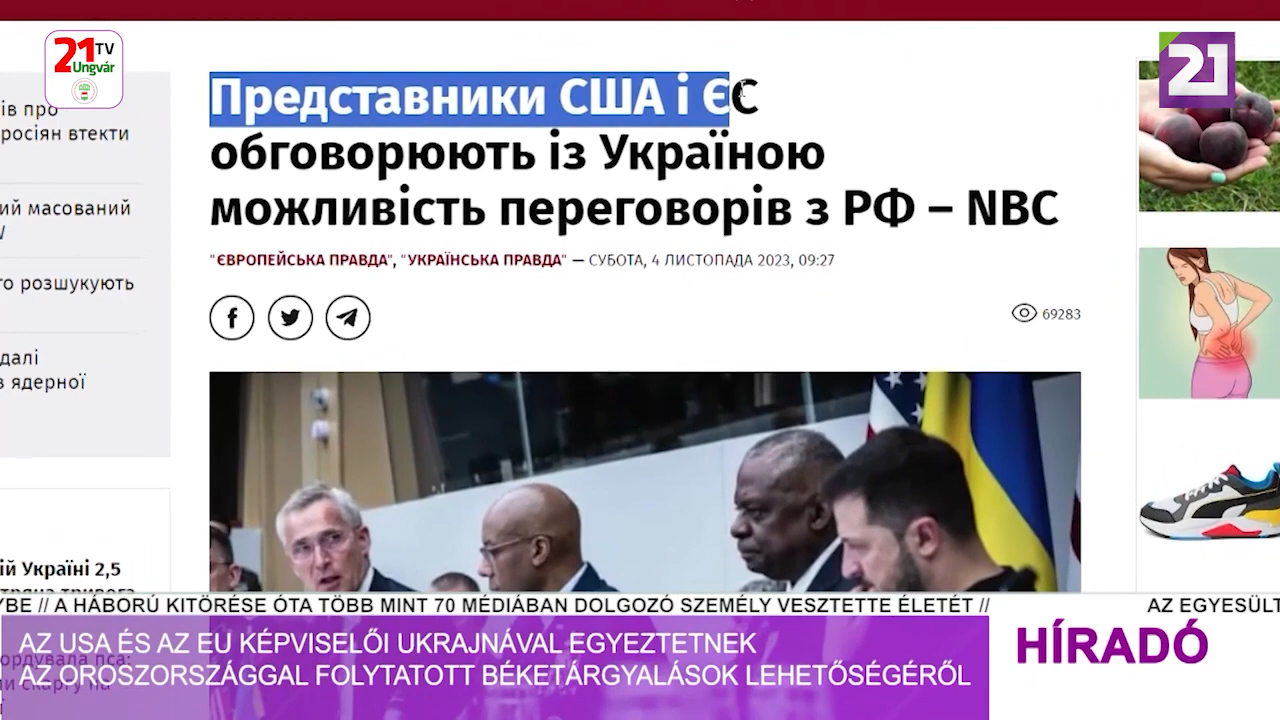 21 TV
Ungvár
21
ів про
росіян втекти
ий масований
го розшукують
далі
в ядерної
ій Україні 2,5
Представники США і ЄС
обговорюють із Україною
можливість переговорів з РФ – NBC
"ЄВРОПЕЙСЬКА ПРАВДА", "УКРАЇНСЬКА ПРАВДА" — СУБОТА, 4 ЛИСТОПАДА 2023, 09:27
69283
YBE // A HÁBORÚ KITÖRÉSE ÓTA TÖBB MINT 70 MÉDIÁBAN DOLGOZÓ SZEMÉLY VESZTETTE ÉLETÉT // AZ EGYESÜLT
AZ USA ÉS AZ EU KÉPVISELŐI UKRAJNÁVAL EGYEZTETNEK
AZ OROSZORSZÁGGAL FOLYTATOTT BÉKETÁRGYALÁSOK LEHETŐSÉGÉRŐL
HÍRADÓ